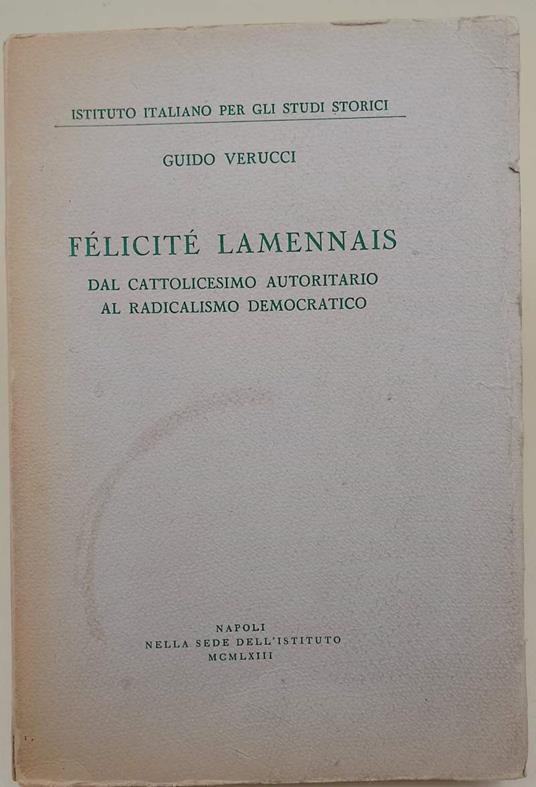 ISTITUTO ITALIANO PER GLI STUDI STORICI
GUIDO VERUCCI
FÉLICITÉ LAMENNAIS
DAL CATTOLICESIMO AUTORITARIO
AL RADICALISMO DEMOCRATICO
NAPOLI
NELLA SEDE DELL'ISTITUTO
MCMLXIII